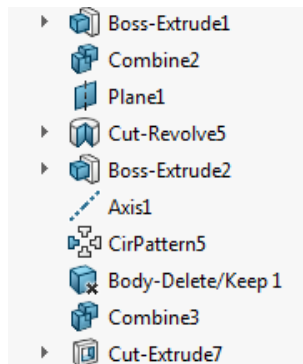 Boss-Extrude1
Combine2
Plane1
Cut-Revolve5
Boss-Extrude2
Axis1
CirPattern5
Body-Delete/Keep 1
Combine3
Cut-Extrude7